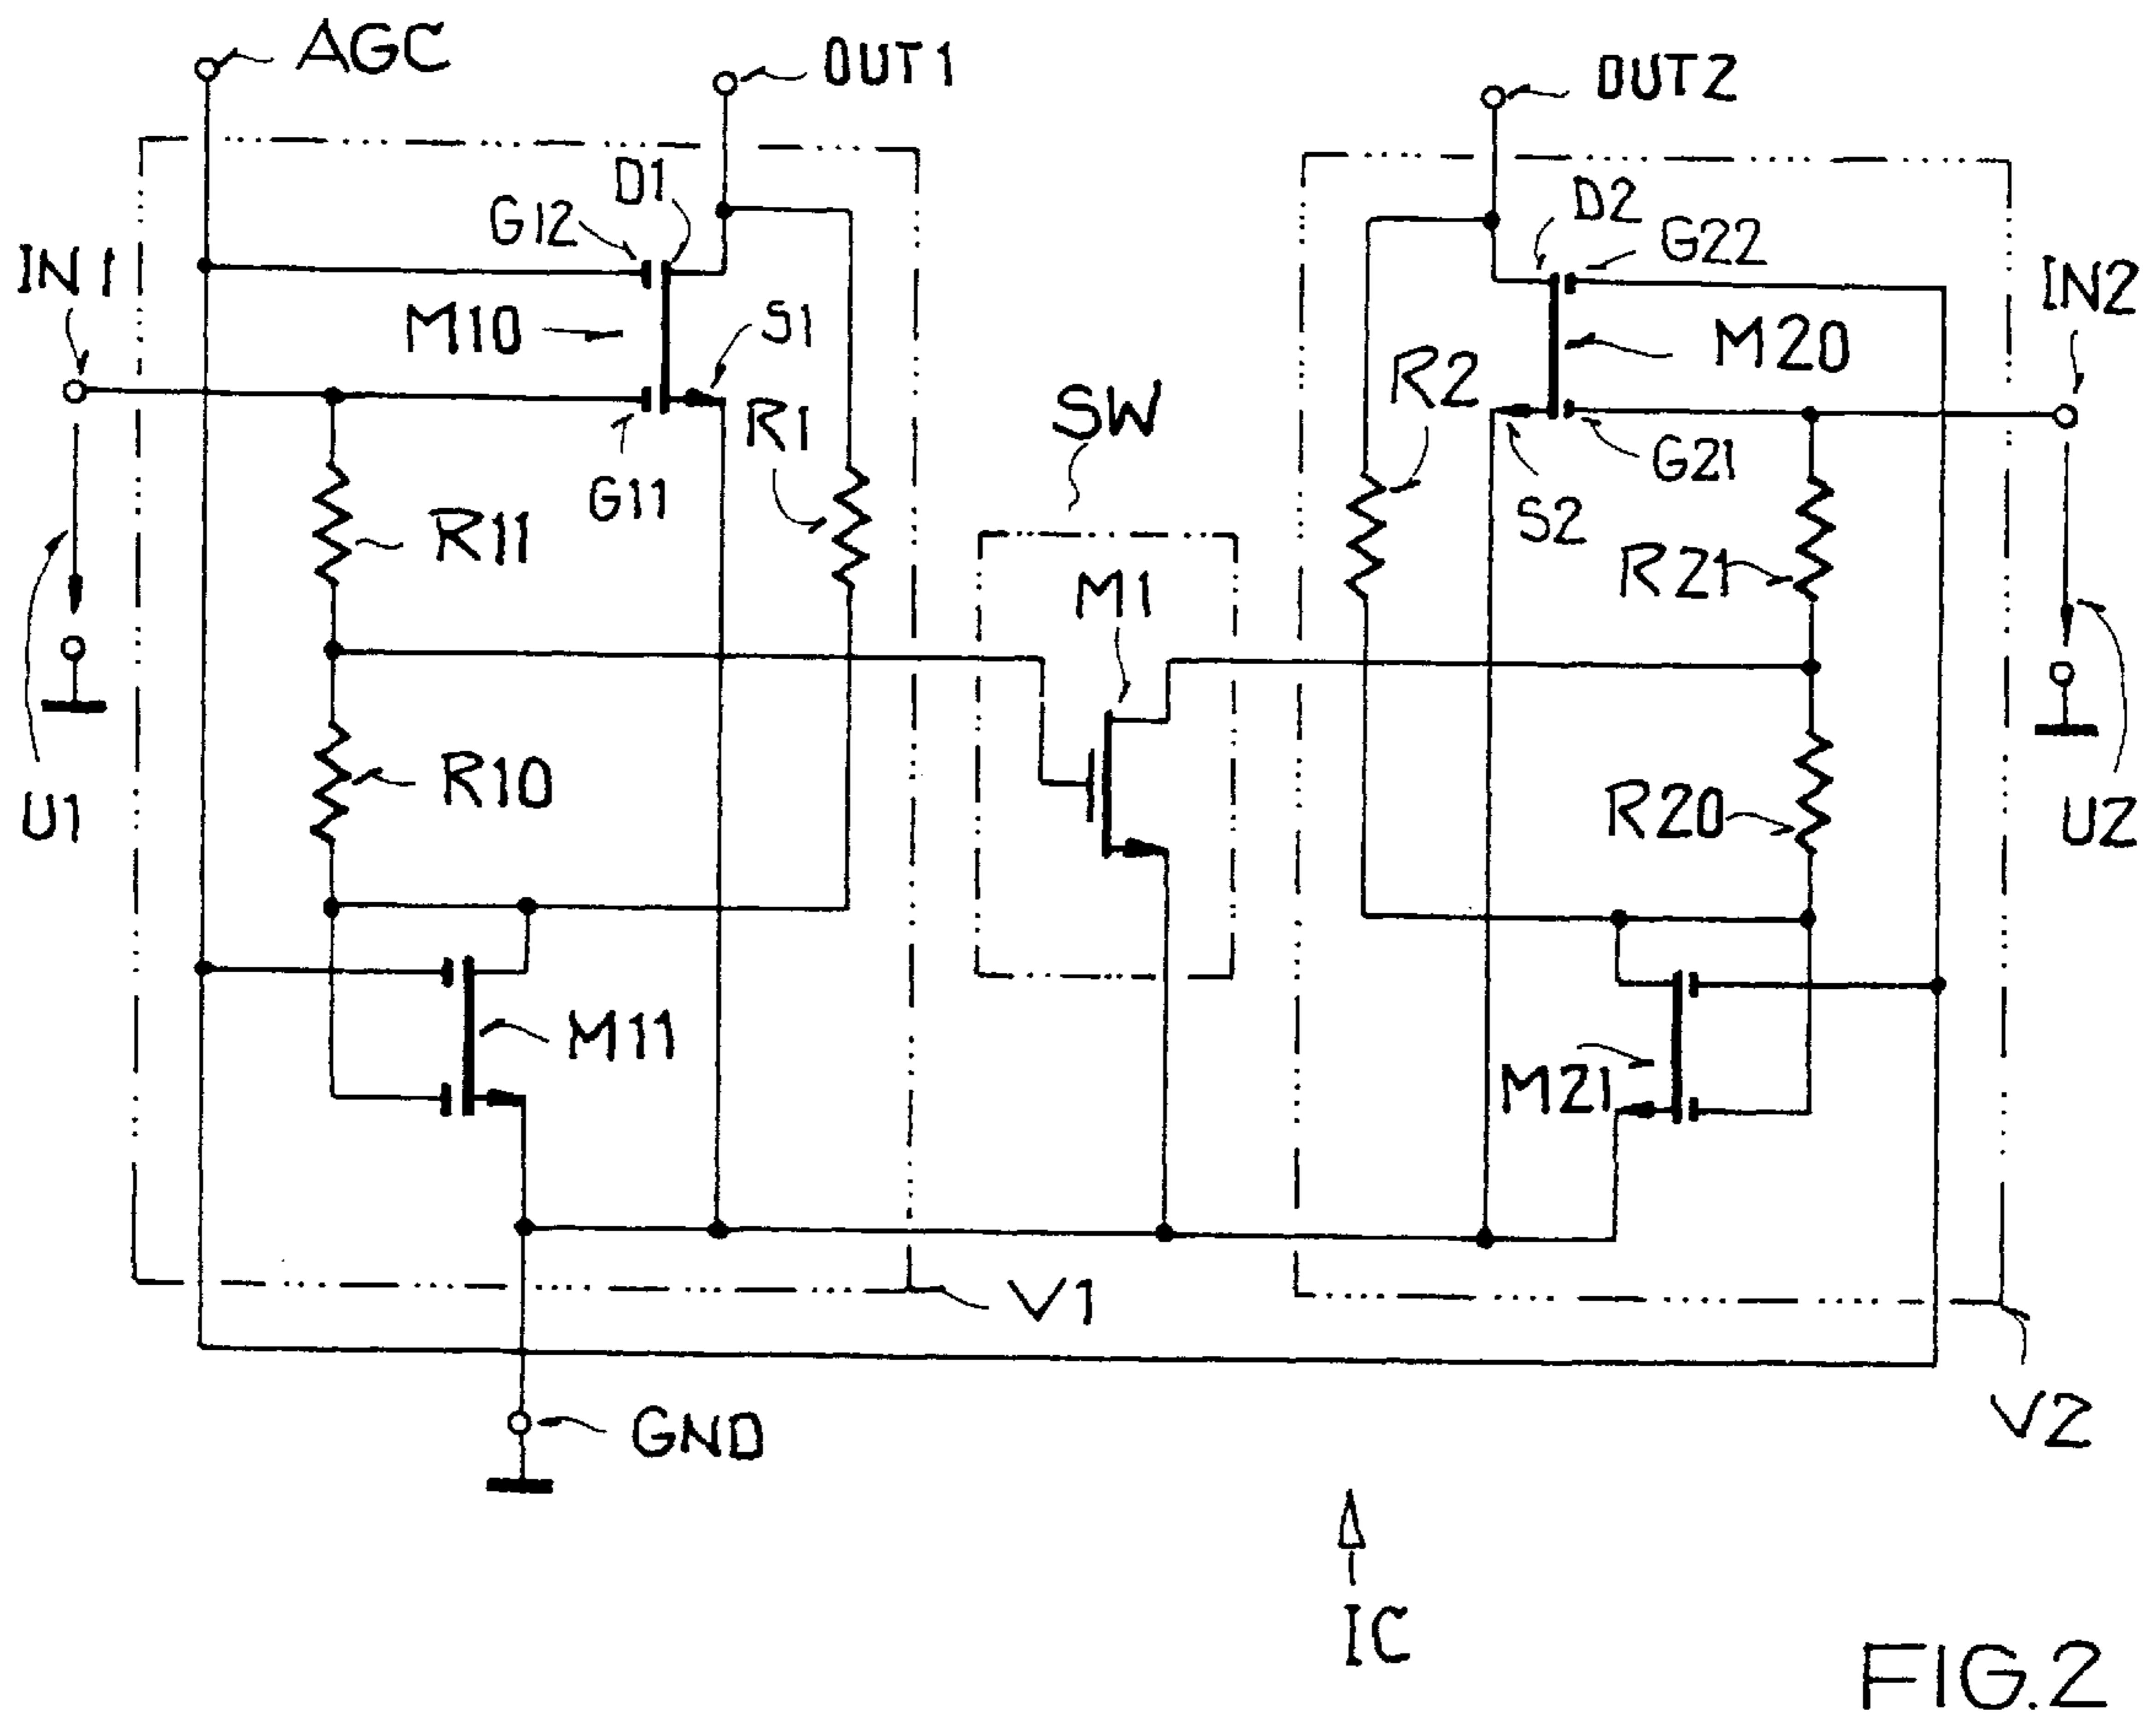 AGC
OUT1
OUT2
D1
G12
D2
G22
IN1
IN2
M10
S1
M20
R1
R2
SW
G11
G21
S2
R11
R21
M1
R10
R20
U1
U2
M11
M21
V1
V2
GND
IC
FIG.2